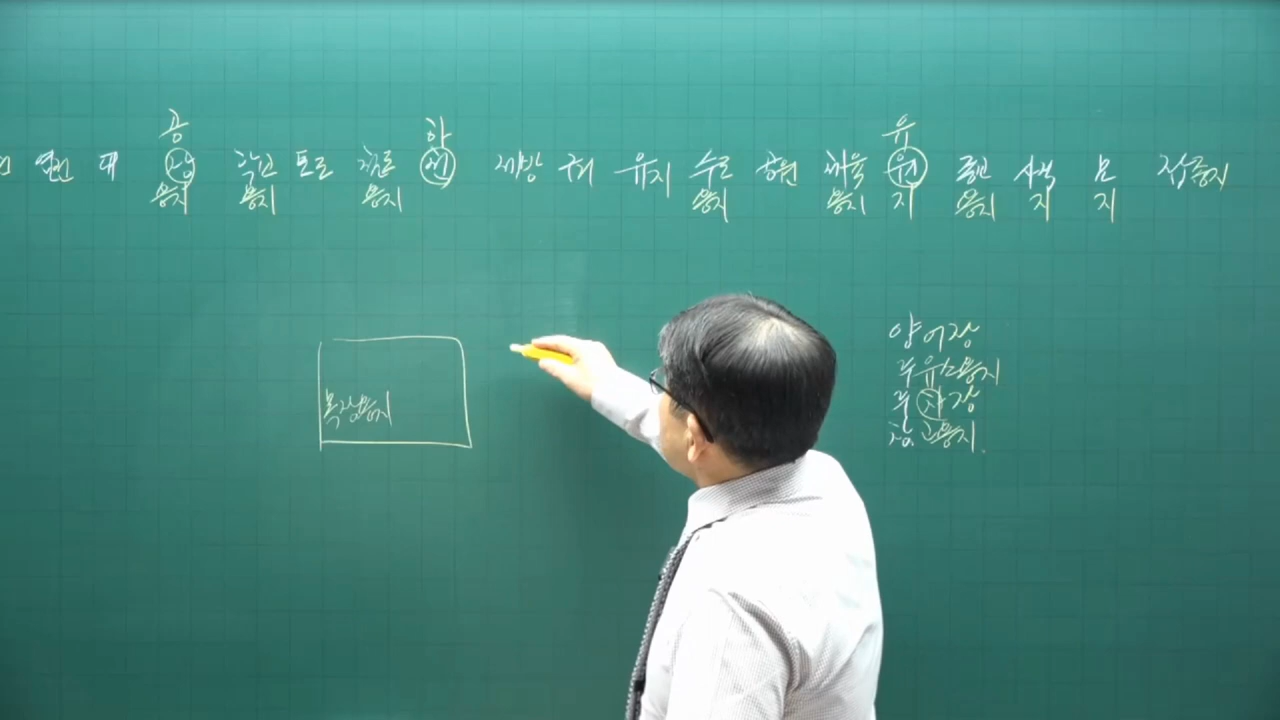 공 하 유
염전 대 장 학교 도로 철도 천 제방 구거 유지 수도 공원 체육 원 종교 사적 묘 잡종지
용지 용지 용지 용지 용지 지 용지 지 지
양어장
주유소용지
주차장
창고용지
목장용지